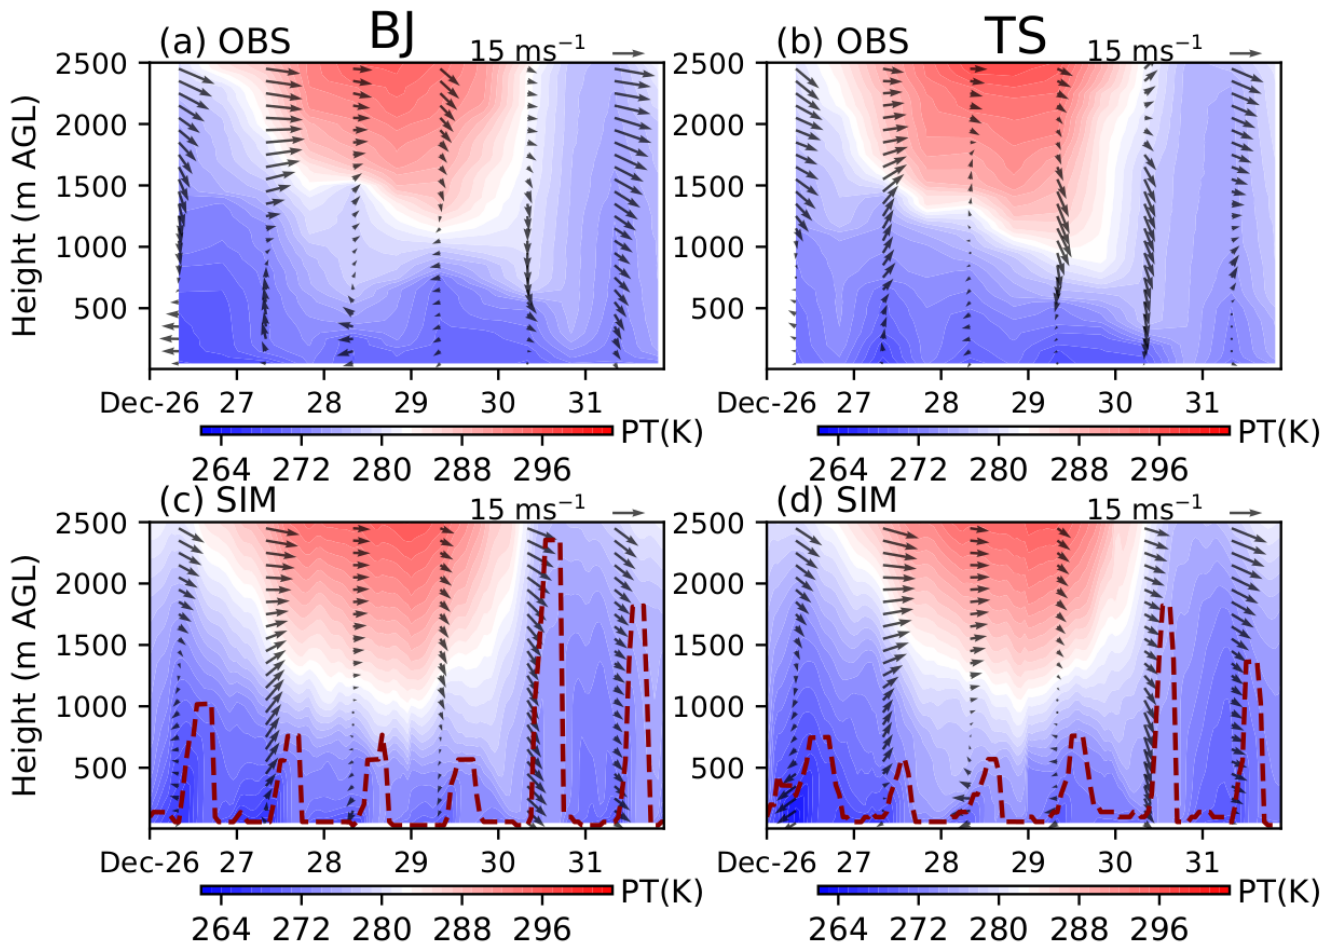 BJ
TS
(a) OBS
15 ms⁻¹
(b) OBS
15 ms⁻¹
Height (m AGL)
2500
2000
1500
1000
500
2500
2000
1500
1000
500
Dec-26 27 28 29 30 31
Dec-26 27 28 29 30 31
PT(K)
264 272 280 288 296
PT(K)
264 272 280 288 296
(c) SIM
15 ms⁻¹
(d) SIM
15 ms⁻¹
Height (m AGL)
2500
2000
1500
1000
500
2500
2000
1500
1000
500
Dec-26 27 28 29 30 31
Dec-26 27 28 29 30 31
PT(K)
264 272 280 288 296
PT(K)
264 272 280 288 296